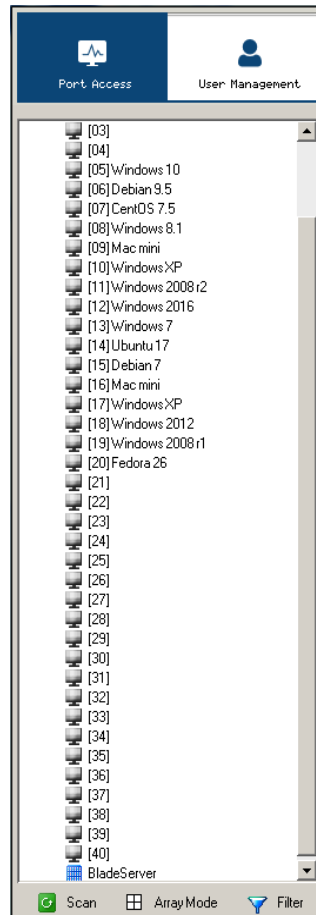 Port Access
User Management
[03]
[04]
[05]Windows 10
[06]Debian 9.5
[07]CentOS 7.5
[08]Windows 8.1
[09]Mac mini
[10]Windows XP
[11]Windows 2008 r2
[12]Windows 2016
[13]Windows 7
[14]Ubuntu 17
[15]Debian 7
[16]Mac mini
[17]Windows XP
[18]Windows 2012
[19]Windows 2008 r1
[20]Fedora 26
[21]
[22]
[23]
[24]
[25]
[26]
[27]
[28]
[29]
[30]
[31]
[32]
[33]
[34]
[35]
[36]
[37]
[38]
[39]
[40]
BladeServer
Scan Array Mode Filter